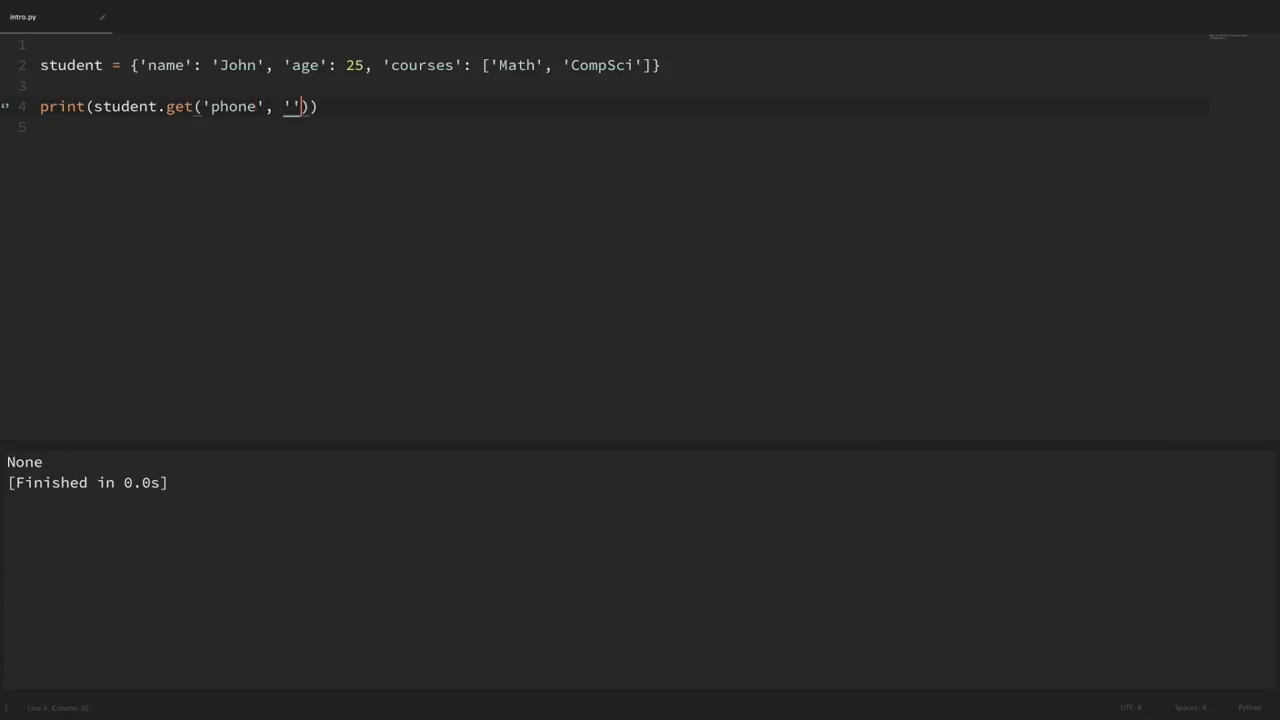 intro.py
1
2 student = {'name': 'John', 'age': 25, 'courses': ['Math', 'CompSci']}
3
4 print(student.get('phone', ''))
5
None
[Finished in 0.0s]
Line 4, Column 30
UTF-8
Spaces: 4
Python